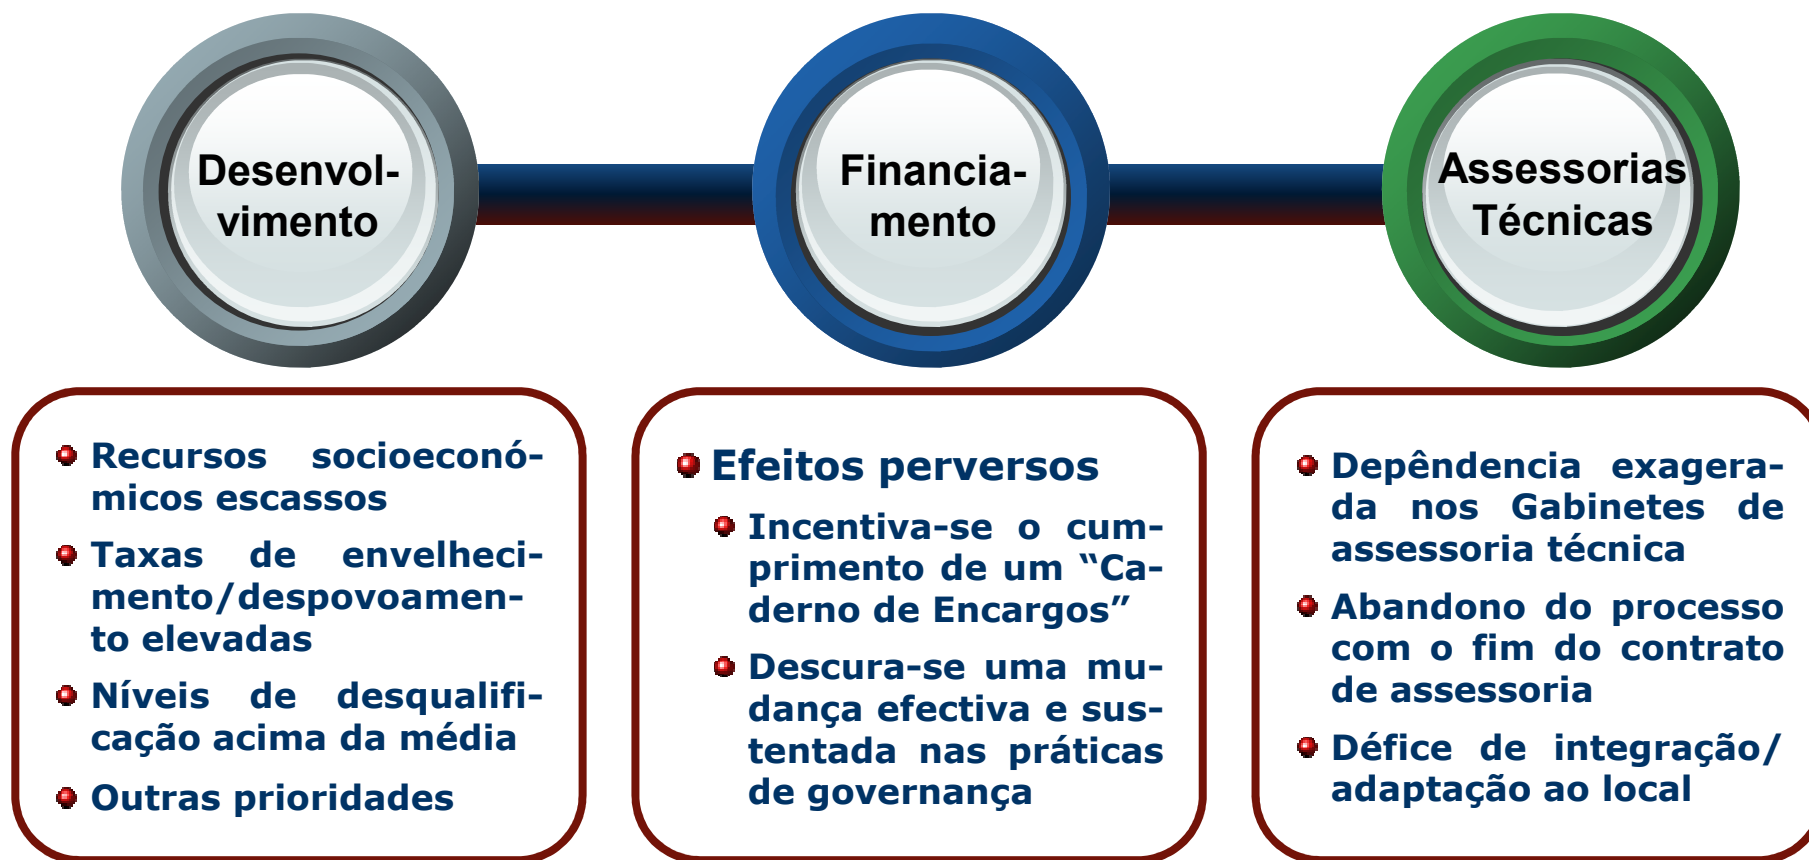 Desenvol-
vimento
Financia-
mento
Assessorias
Técnicas
Recursos socioeconó-
micos escassos
Taxas de envelheci-
mento/despovoamen-
to elevadas
Níveis de desqualifi-
cação acima da média
Outras prioridades
Efeitos perversos
Incentiva-se o cum-
primento de um “Ca-
derno de Encargos”
Descura-se uma mu-
dança efectiva e sus-
tentada nas práticas
de governança
Depêndencia exagera-
da nos Gabinetes de
assessoria técnica
Abandono do processo
com o fim do contrato
de assessoria
Défice de integração/
adaptação ao local